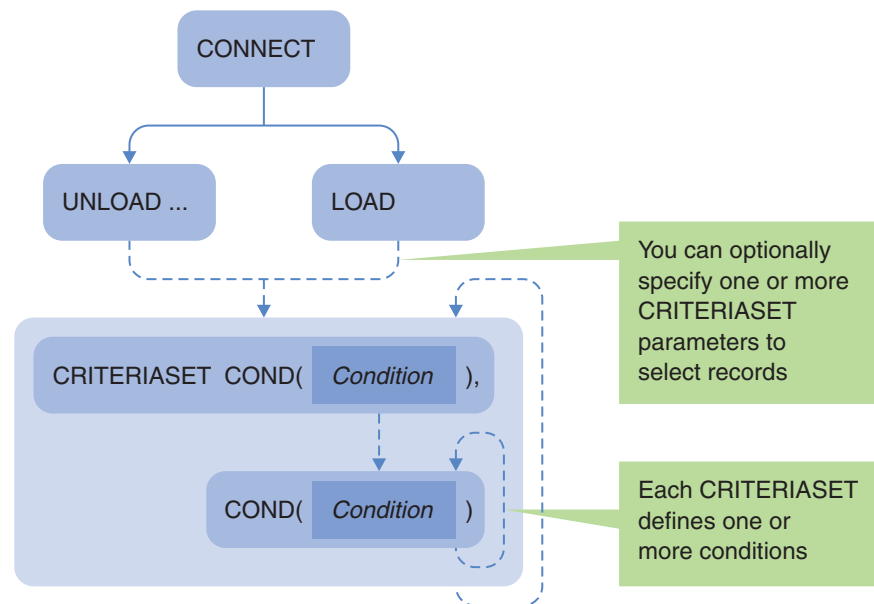 CONNECT
UNLOAD ...
LOAD
You can optionally
specify one or more
CRITERIASET
parameters to
select records
CRITERIASET COND( Condition ),
COND( Condition )
Each CRITERIASET
defines one or
more conditions